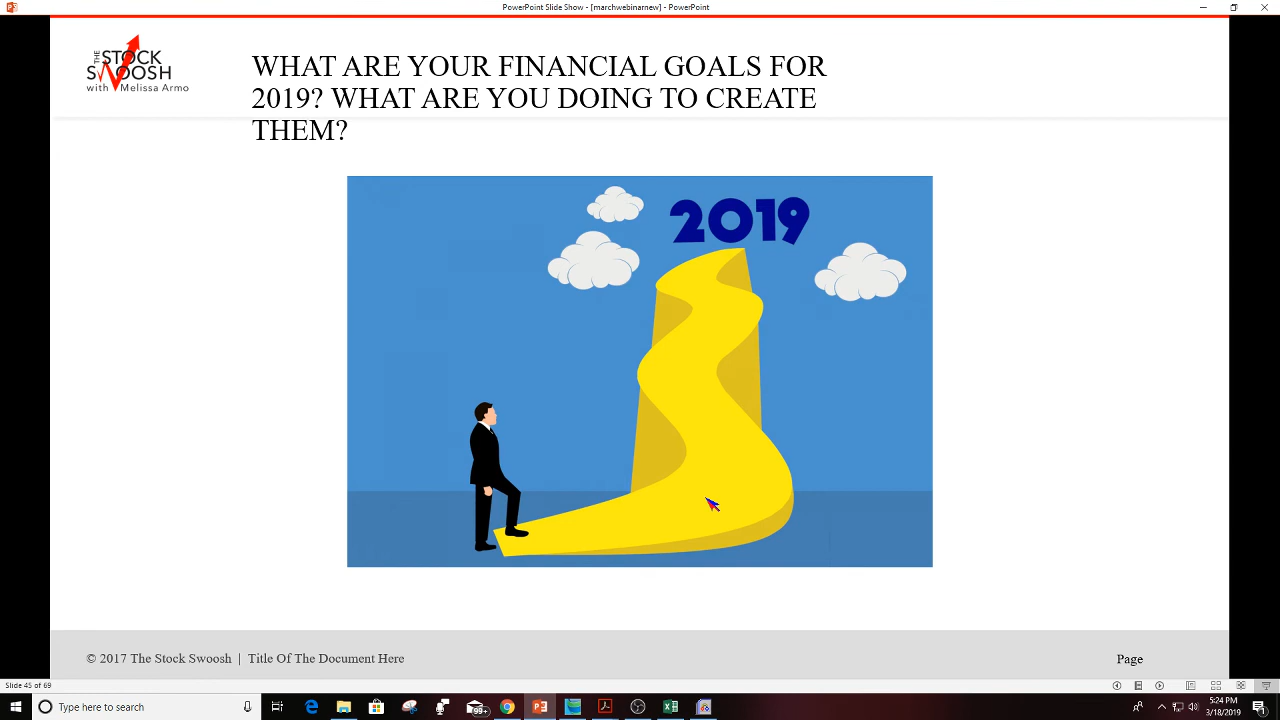 PowerPoint Slide Show - [marchwebinarnew] - PowerPoint
THE
STOCK
SWOOSH
with Melissa Armo
WHAT ARE YOUR FINANCIAL GOALS FOR
2019? WHAT ARE YOU DOING TO CREATE
THEM?
2019
© 2017 The Stock Swoosh | Title Of The Document Here
Page
Slide 45 of 69
Type here to search
99+
5:24 PM
3/18/2019